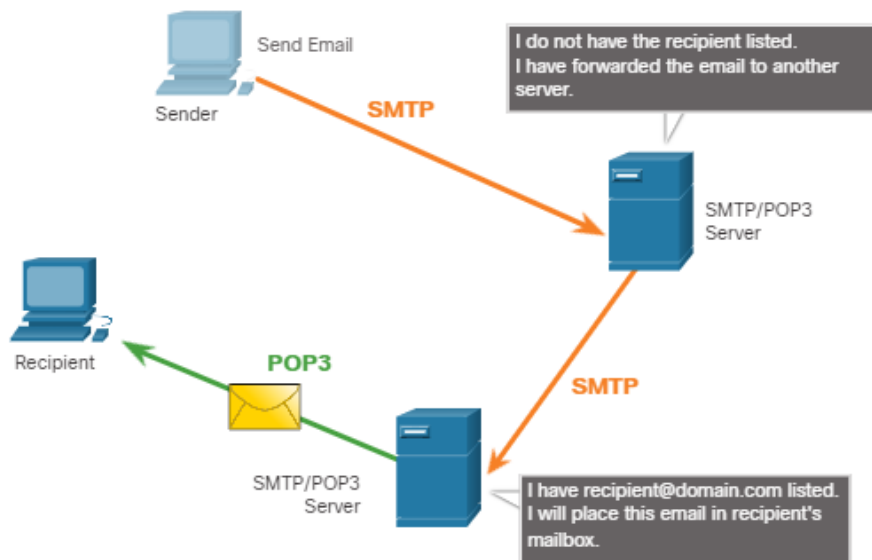 Send Email
I do not have the recipient listed.
I have forwarded the email to another
server.
Sender
SMTP
SMTP/POP3
Server
Recipient
POP3
SMTP
SMTP/POP3
Server
I have recipient@domain.com listed.
I will place this email in recipient's
mailbox.